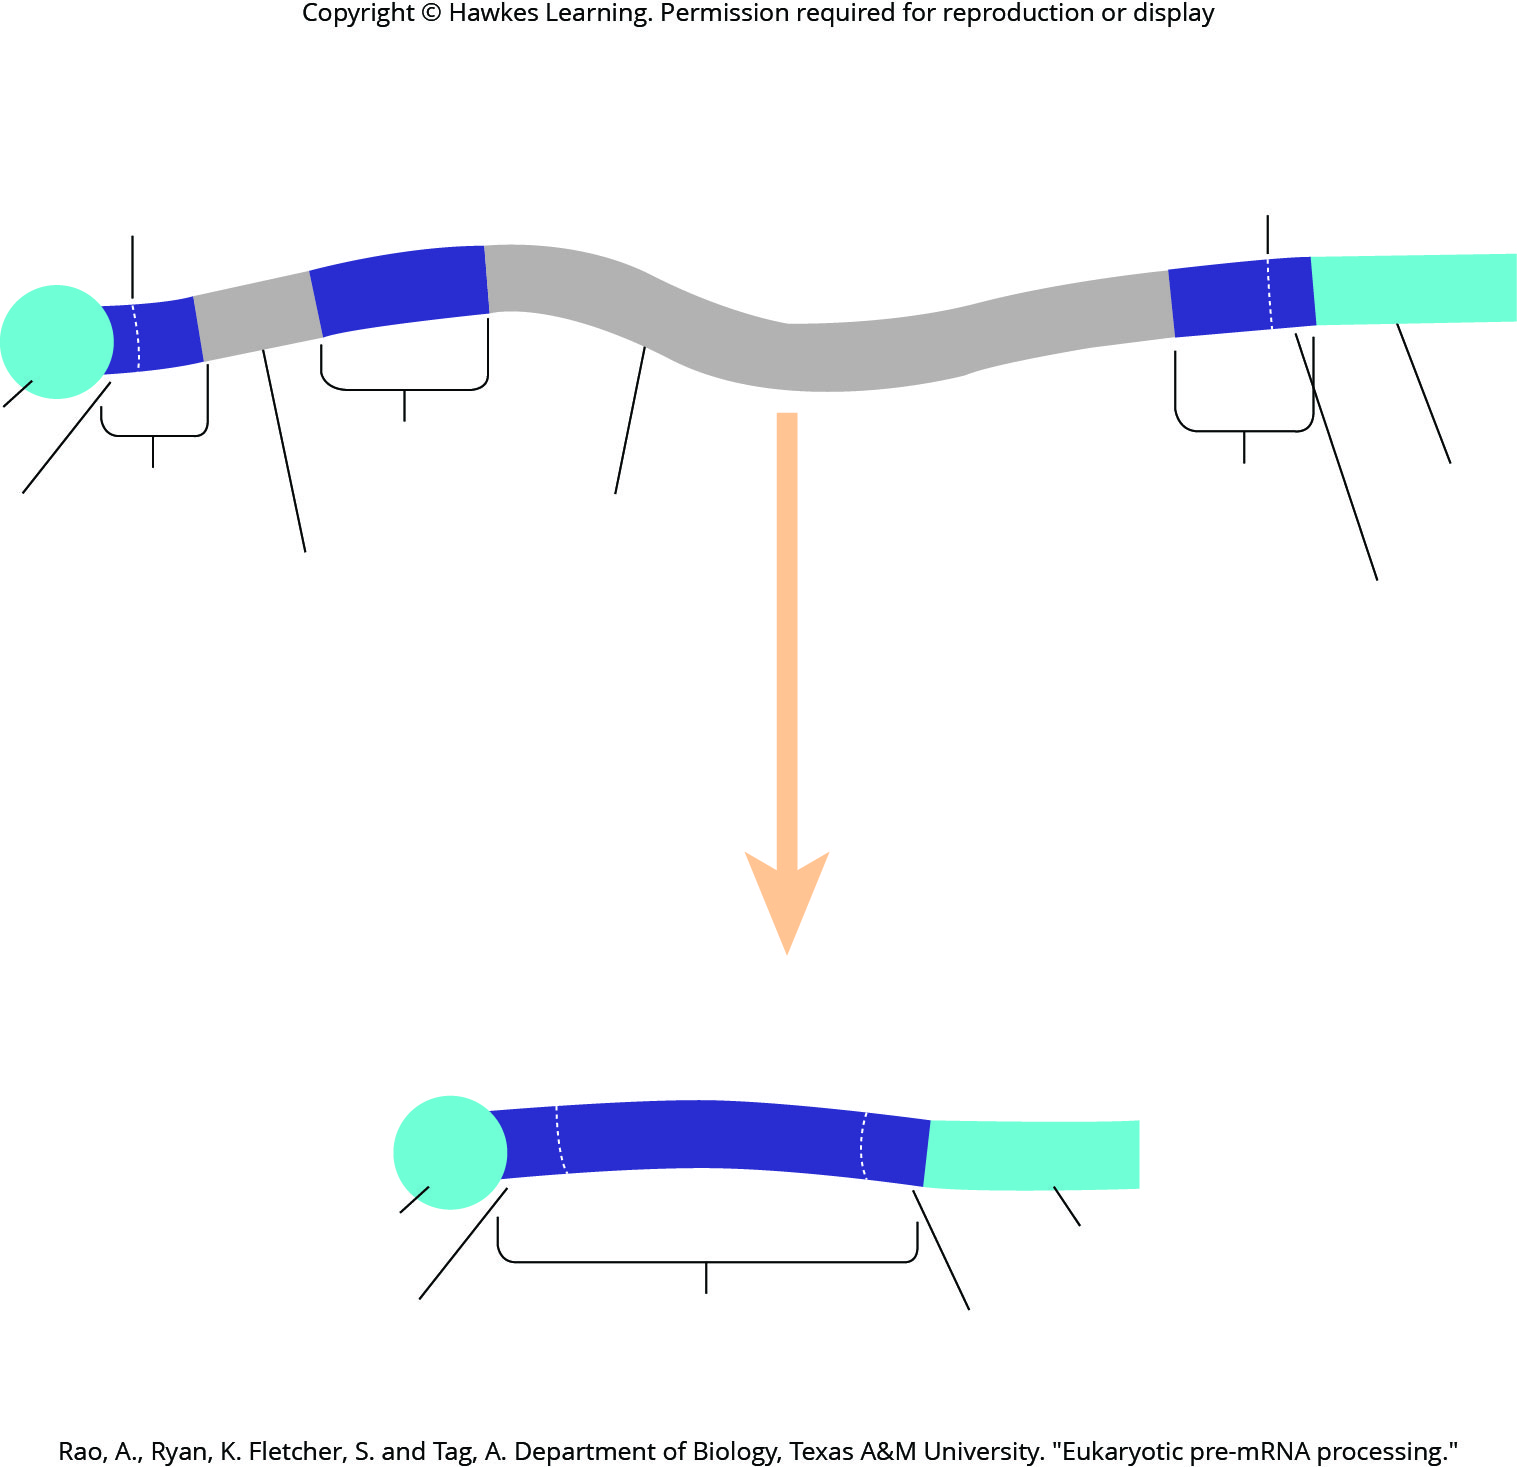 Copyright © Hawkes Learning. Permission required for reproduction or display
Rao, A., Ryan, K. Fletcher, S. and Tag, A. Department of Biology, Texas A&M University. "Eukaryotic pre-mRNA processing."